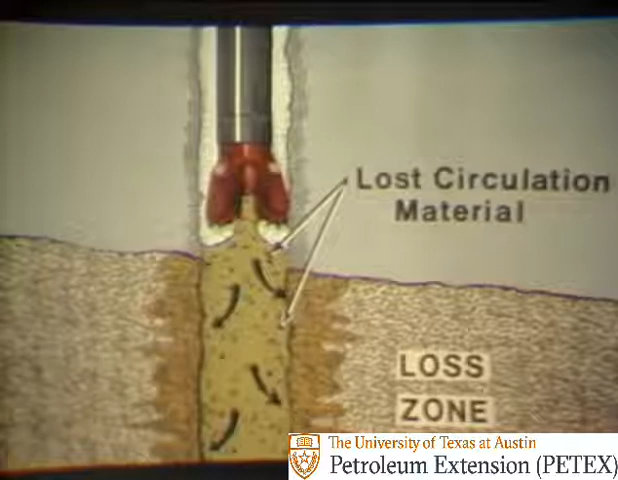 Lost Circulation
Material
LOSS
ZONE
The University of Texas at Austin
Petroleum Extension (PETEX)